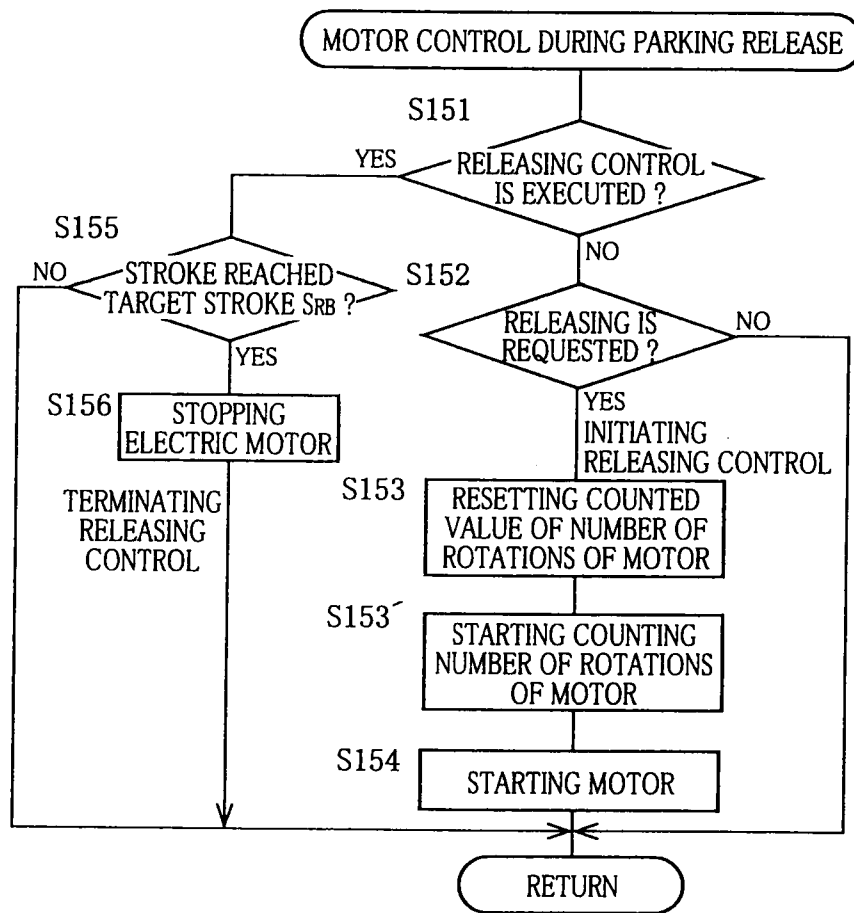 MOTOR CONTROL DURING PARKING RELEASE
S151
YES
RELEASING CONTROL
IS EXECUTED ?
NO
S155
NO
STROKE REACHED
TARGET STROKE SRB ?
YES
S152
RELEASING IS
REQUESTED ?
NO
YES
INITIATING
RELEASING CONTROL
S156
STOPPING
ELECTRIC MOTOR
TERMINATING
RELEASING
CONTROL
S153
RESETTING COUNTED
VALUE OF NUMBER OF
ROTATIONS OF MOTOR
S153´
STARTING COUNTING
NUMBER OF ROTATIONS
OF MOTOR
S154
STARTING MOTOR
RETURN